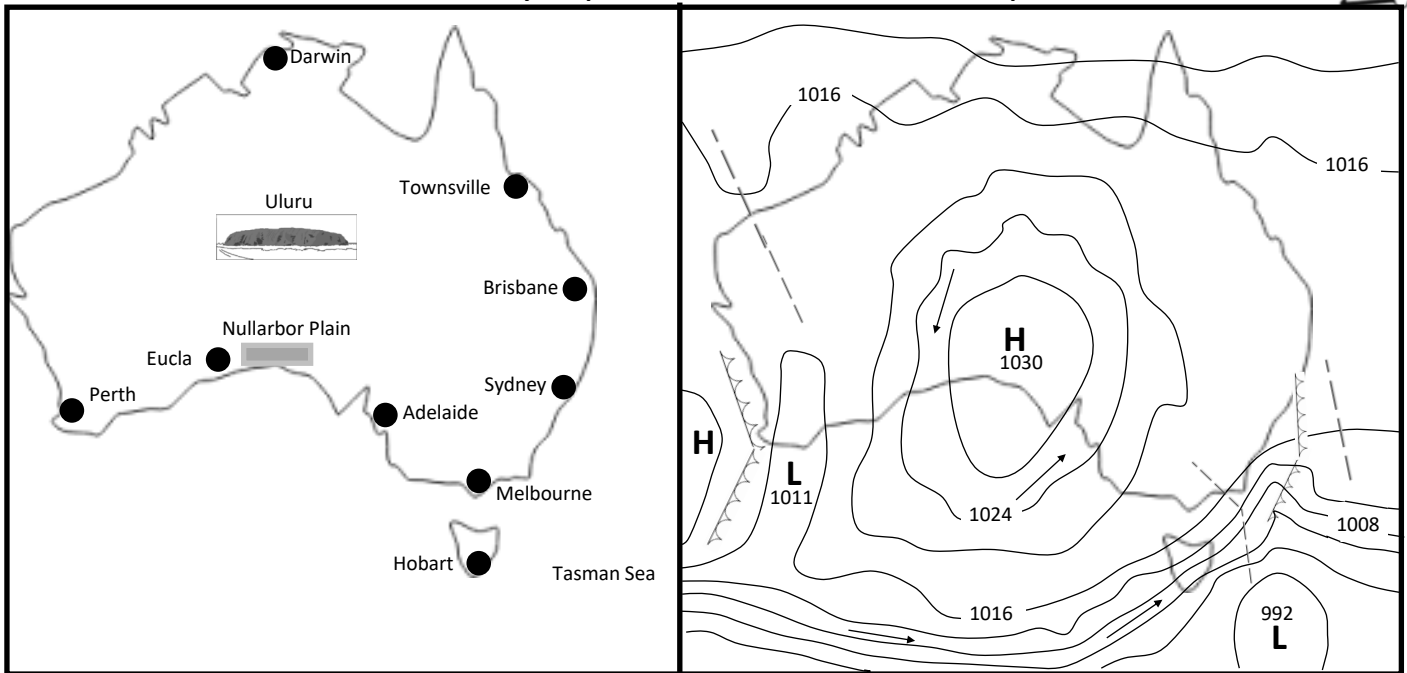 Darwin
Townsville
Uluru
Brisbane
Nullarbor Plain
Eucla
Sydney
Perth
Adelaide
Melbourne
Hobart
Tasman Sea
1016
1016
H
1030
H
L
1011
1024
1008
1016
992
L